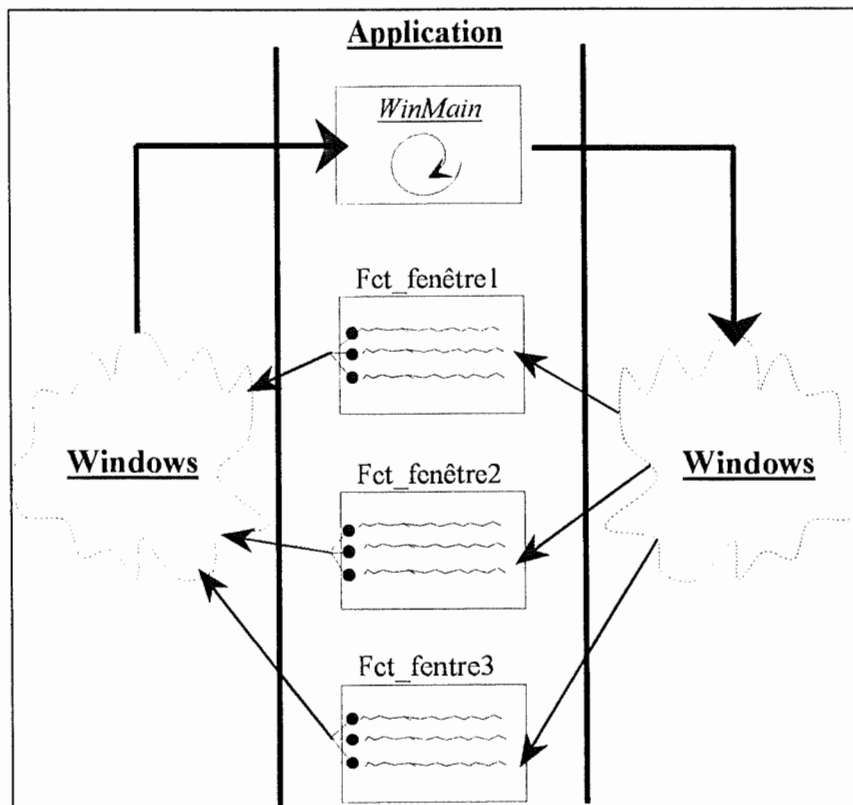 Application
WinMain
Fct_fenêtre1
Windows
Windows
Fct_fenêtre2
Fct_fentre3